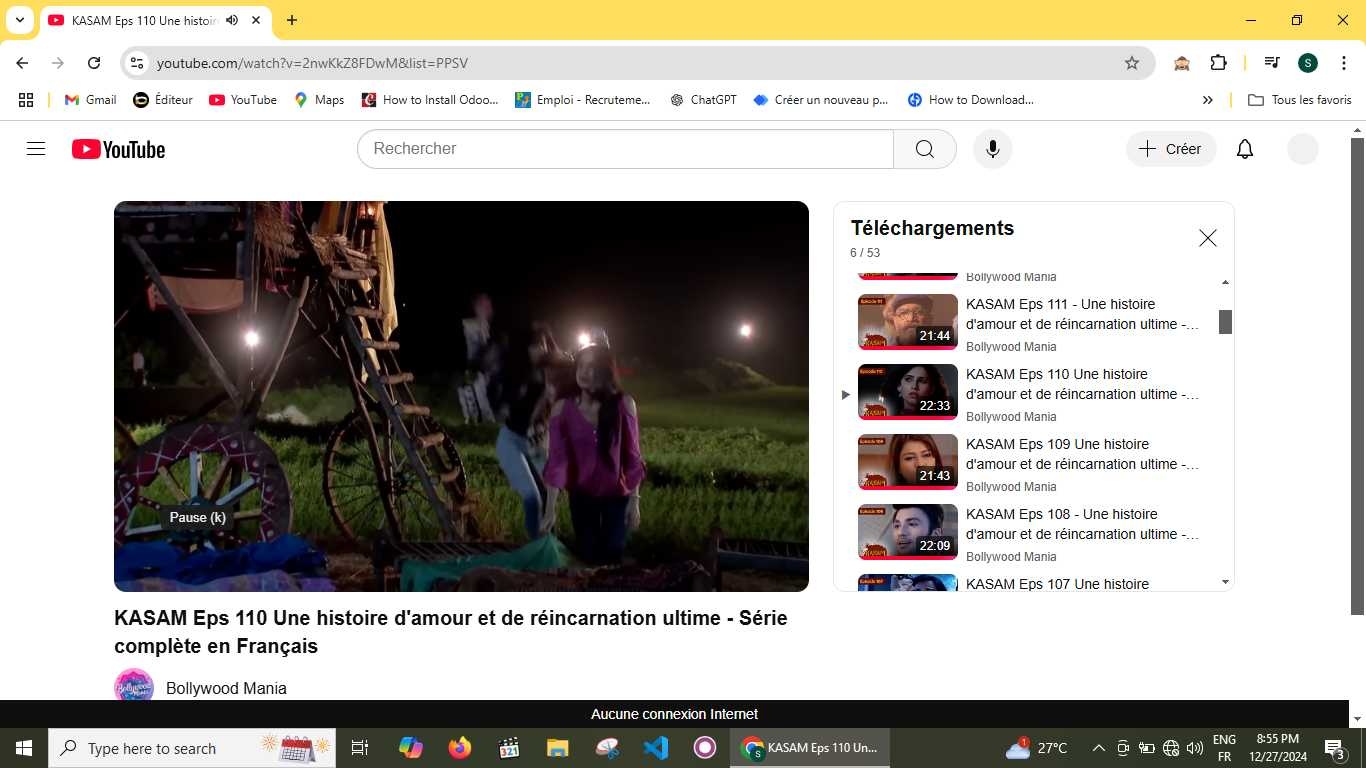 KASAM Eps 110 Une histoire
youtube.com/watch?v=2nwKkZ8FDwM&list=PPSV
S
Gmail
Éditeur
YouTube
Maps
How to Install Odoo...
Emploi - Recruteme...
ChatGPT
Créer un nouveau p...
How to Download...
Tous les favoris
YouTube
Rechercher
Créer
Pause (k)
Téléchargements
6 / 53
Bollywood Mania
KASAM Eps 111 - Une histoire
d'amour et de réincarnation ultime -...
21:44
Bollywood Mania
KASAM Eps 110 Une histoire
d'amour et de réincarnation ultime -...
22:33
Bollywood Mania
KASAM Eps 109 Une histoire
d'amour et de réincarnation ultime -...
21:43
Bollywood Mania
KASAM Eps 108 - Une histoire
d'amour et de réincarnation ultime -...
22:09
Bollywood Mania
KASAM Eps 107 Une histoire
KASAM Eps 110 Une histoire d'amour et de réincarnation ultime - Série
complète en Français
Bollywood Mania
Aucune connexion Internet
Type here to search
KASAM Eps 110 Un...
27°C
ENG
FR
8:55 PM
12/27/2024
3